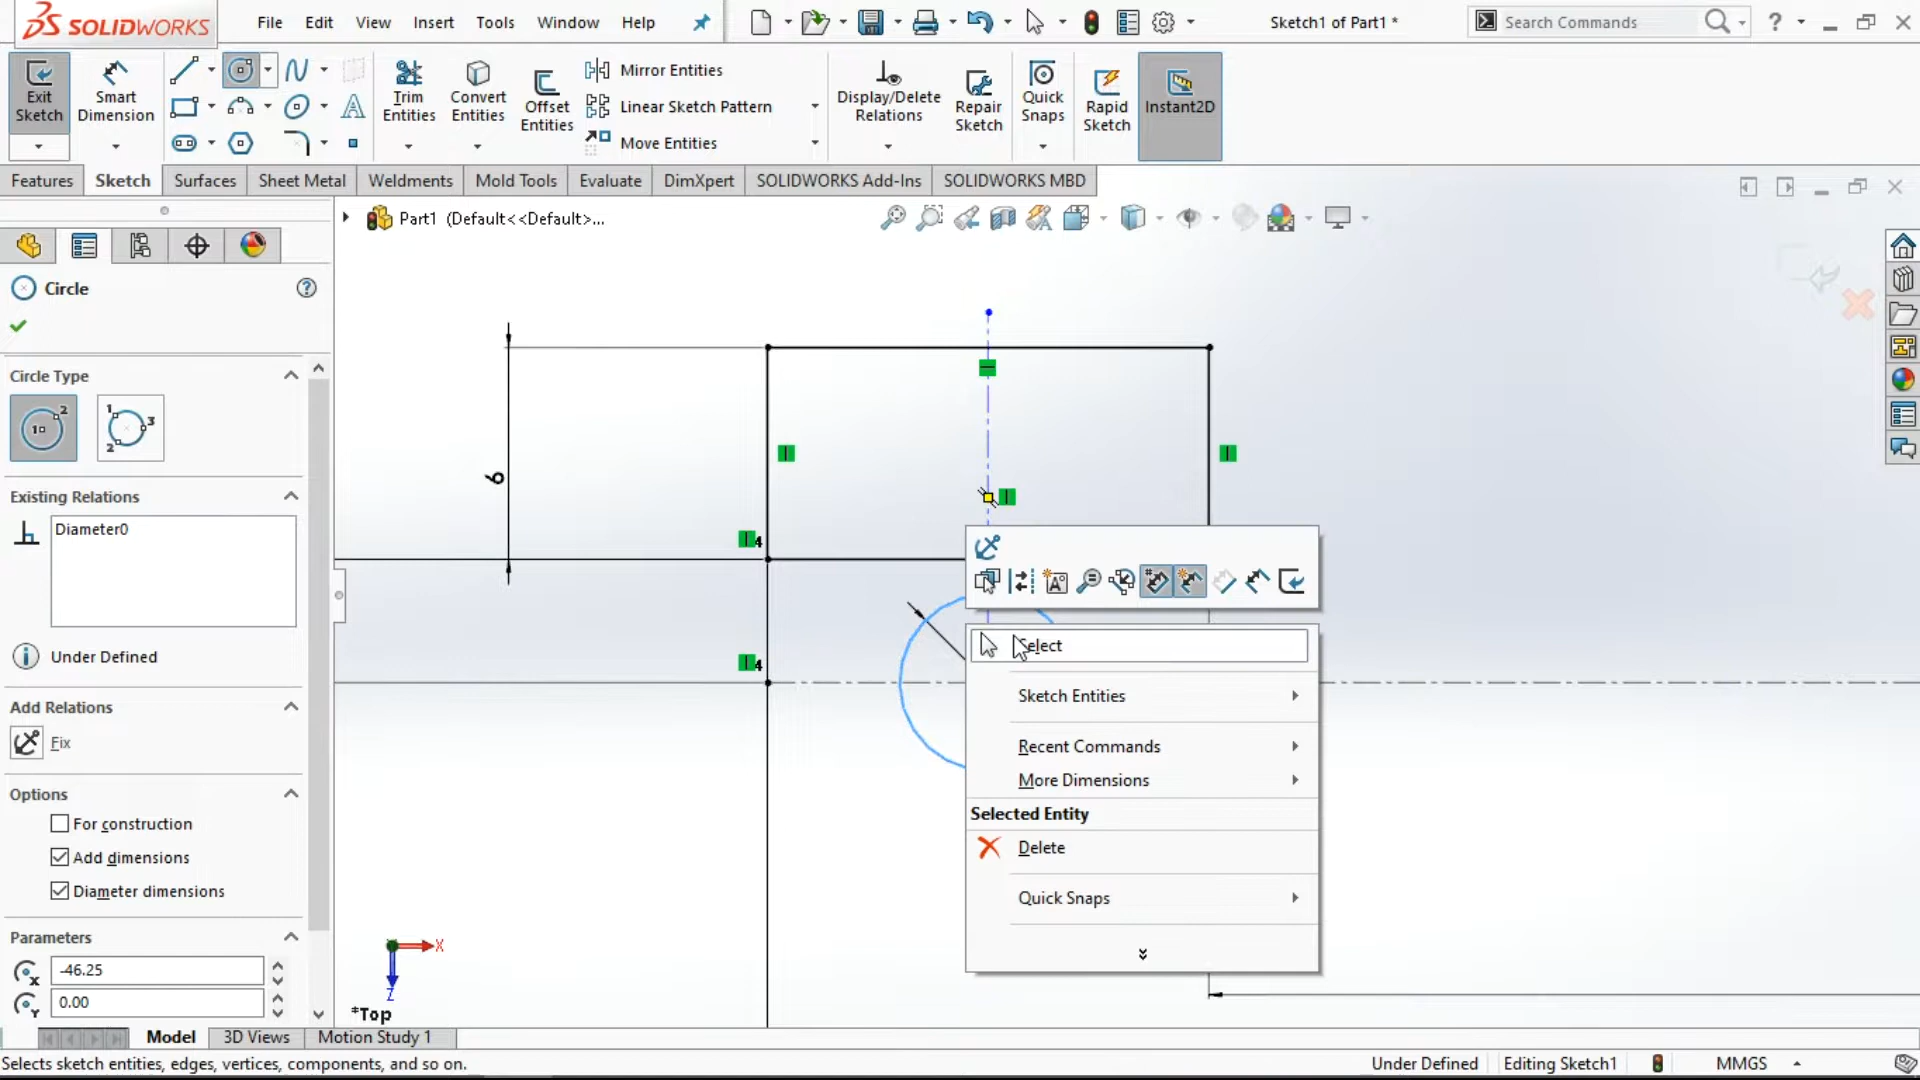 SOLIDWORKS
File Edit View Insert Tools Window Help
Sketch1 of Part1 *
Search Commands
Exit Sketch
Smart Dimension
Trim Entities
Convert Entities
Offset Entities
Mirror Entities
Linear Sketch Pattern
Move Entities
Display/Delete Relations
Repair Sketch
Quick Snaps
Rapid Sketch
Instant2D
Features Sketch Surfaces Sheet Metal Weldments Mold Tools Evaluate DimXpert SOLIDWORKS Add-Ins SOLIDWORKS MBD
Part1 (Default<<Default>...
Circle
Circle Type
Existing Relations
Diameter0
Under Defined
Add Relations
Fix
Options
For construction
Add dimensions
Diameter dimensions
Parameters
-46.25
0.00
6
4
4
Select
Sketch Entities
Recent Commands
More Dimensions
Selected Entity
Delete
Quick Snaps
X
Z
*Top
Model 3D Views Motion Study 1
Selects sketch entities, edges, vertices, components, and so on.
Under Defined Editing Sketch1 MMGS